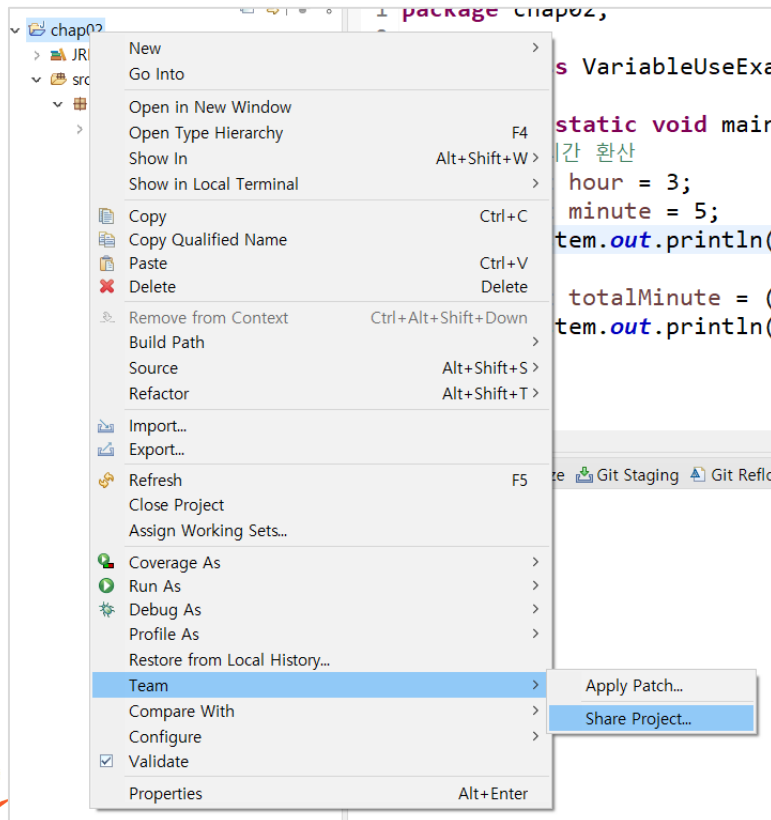 1 package chap02;
chap02
JR
src
s VariableUseExa
static void main
시간 환산
hour = 3;
minute = 5;
tem.out.println(
totalMinute = (
tem.out.println(
New
Go Into
Open in New Window
Open Type Hierarchy F4
Show In Alt+Shift+W
Show in Local Terminal
Copy Ctrl+C
Copy Qualified Name
Paste Ctrl+V
Delete Delete
Remove from Context Ctrl+Alt+Shift+Down
Build Path
Source Alt+Shift+S
Refactor Alt+Shift+T
Import...
Export...
Refresh F5
Close Project
Assign Working Sets...
Coverage As
Run As
Debug As
Profile As
Restore from Local History...
Team
Compare With
Configure
Validate
Properties Alt+Enter
Apply Patch...
Share Project...
ze Git Staging Git Reflo